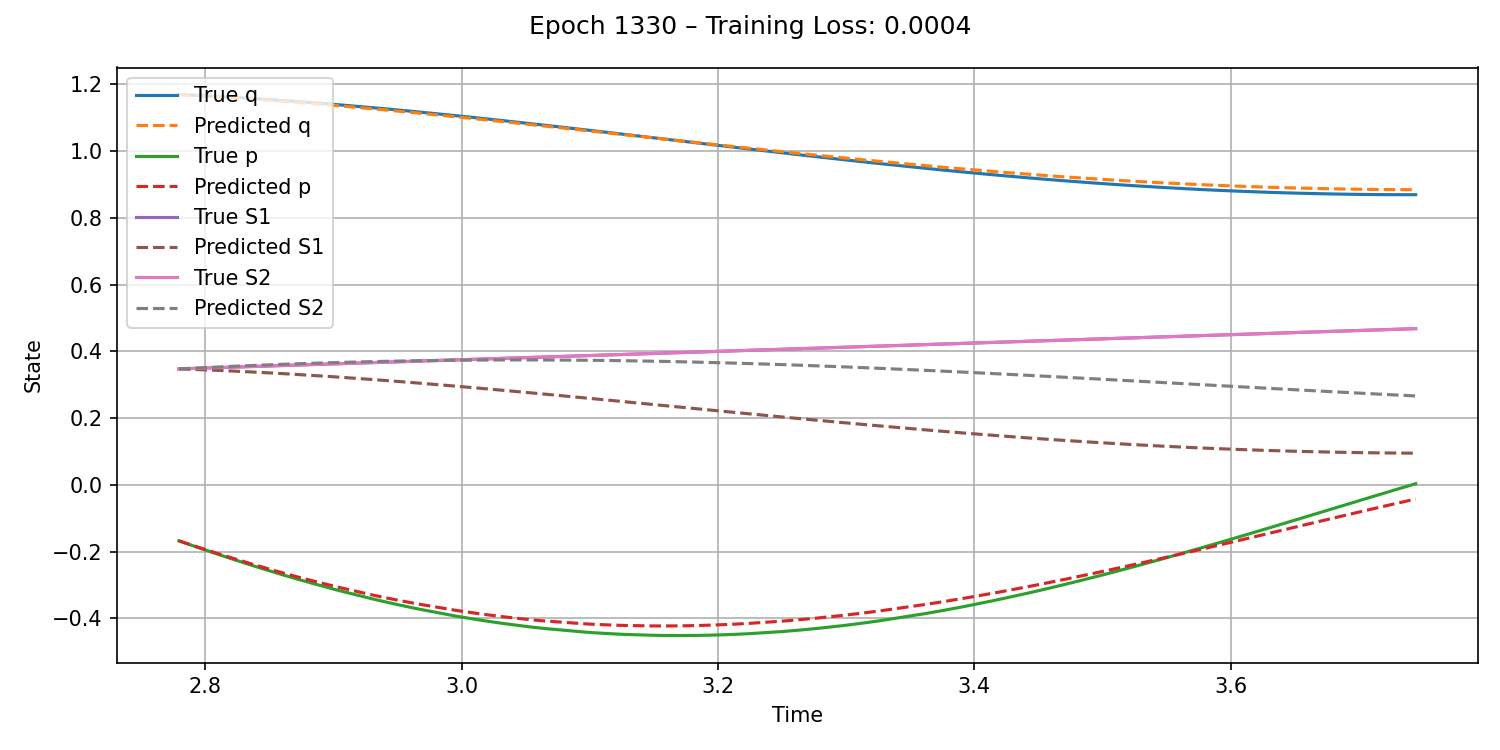 Epoch 1330 – Training Loss: 0.0004
1.2
1.0
0.8
0.6
0.4
0.2
0.0
−0.2
−0.4
State
True q
Predicted q
True p
Predicted p
True S1
Predicted S1
True S2
Predicted S2
2.8 3.0 3.2 3.4 3.6
Time